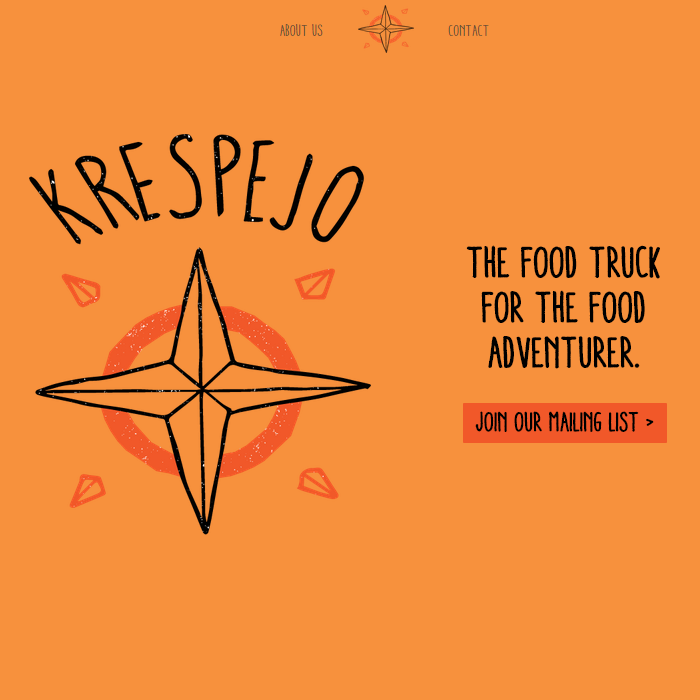 ABOUT US
CONTACT
KRESPEJO
THE FOOD TRUCK
FOR THE FOOD
ADVENTURER.
JOIN OUR MAILING LIST >